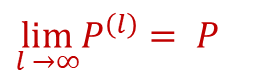 lim P⁽ˡ⁾ = P
l →∞